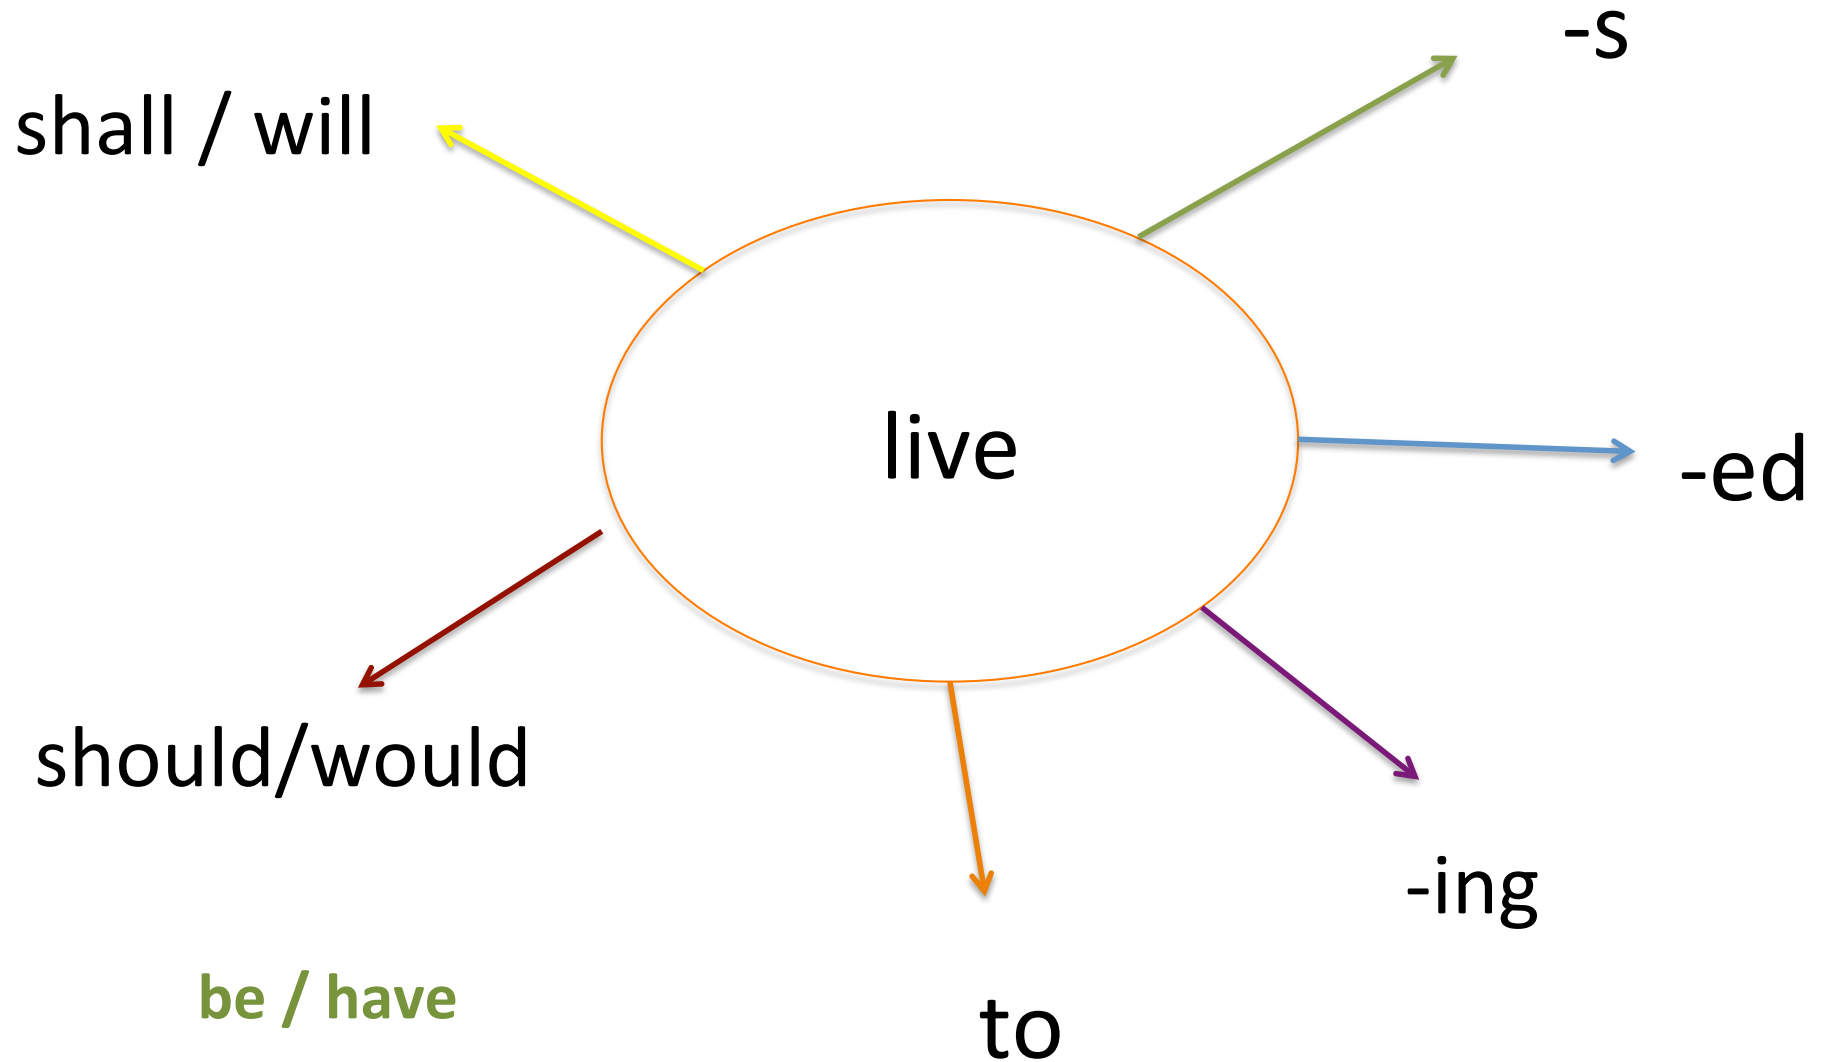 -s
shall / will
live
-ed
should/would
-ing
be / have
to